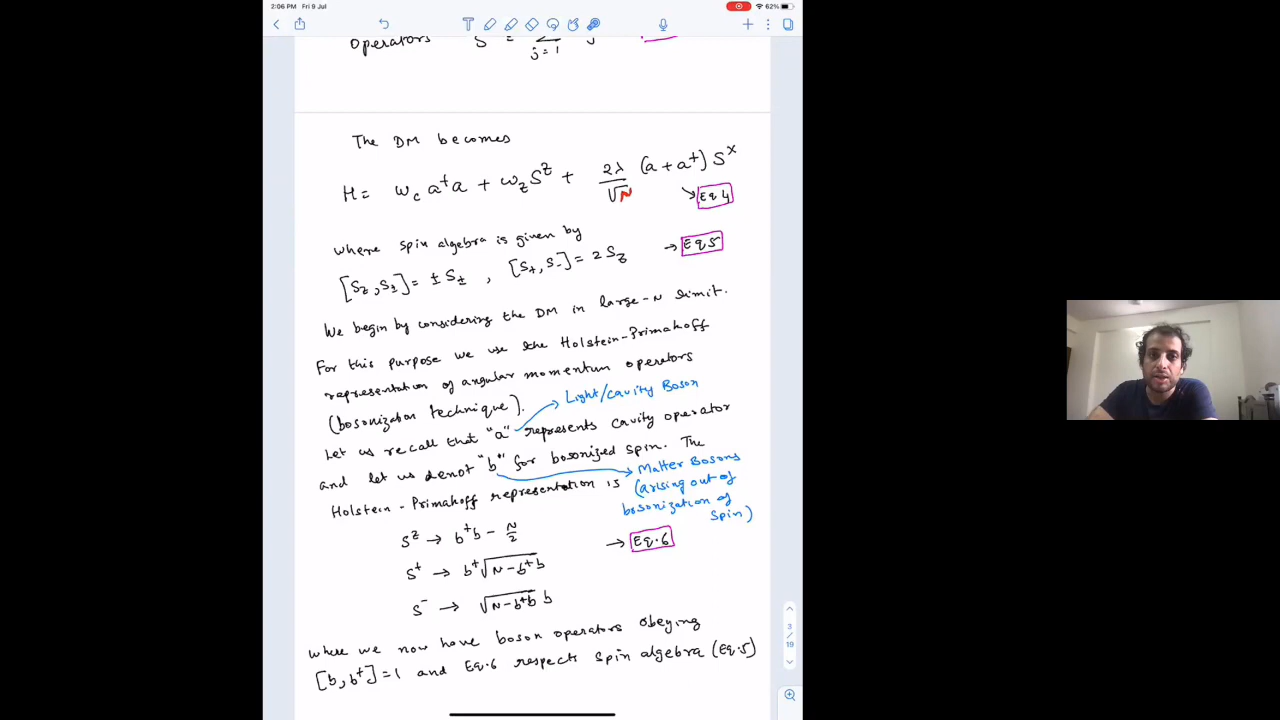 2:06 PM Fri 9 Jul
62%
operators S = Σ
j=1
The DM becomes
H = ω_c a†a + ω_z S^z + 2λ/√N (a + a†) S^x
Eq 4
where spin algebra is given by
[S_z, S_±] = ± S_± , [S_+, S_-] = 2 S_z → Eq 5
We begin by considering the DM in large-N limit.
For this purpose we use the Holstein-Primakoff
representation of angular momentum operators
(bosonization technique).
Light/cavity Boson
Let us recall that "a" represents cavity operator
and let us denot "b" for bosonized spin. The
Holstein-Primakoff representation is
Matter Bosons
(arising out of
bosonization of
spin)
S^z → b†b - N/2
→ Eq.6
S^+ → b†√(N-b†b)
S^- → √(N-b†b) b
where we now have boson operators obeying
[b, b†] = 1 and Eq.6 respects spin algebra (Eq.5)
3
/
19